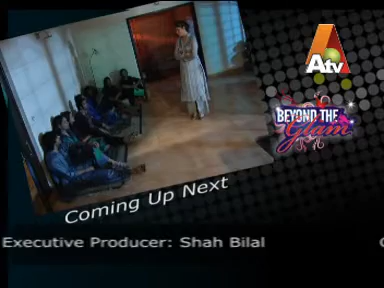 Atv
BEYOND THE
Glam
Coming Up Next
Executive Producer: Shah Bilal